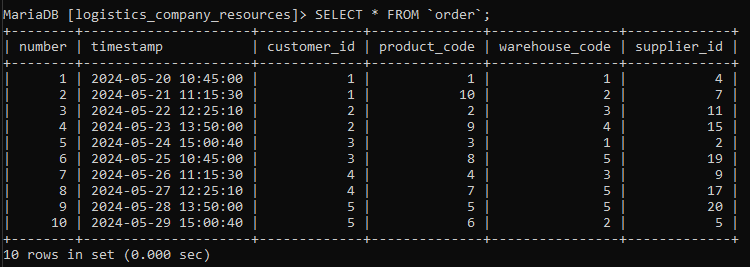 MariaDB [logistics_company_resources]> SELECT * FROM `order`;
+--------+---------------------+-------------+--------------+----------------+-------------+
| number | timestamp           | customer_id | product_code | warehouse_code | supplier_id |
+--------+---------------------+-------------+--------------+----------------+-------------+
|      1 | 2024-05-20 10:45:00 |           1 |            1 |              1 |           4 |
|      2 | 2024-05-21 11:15:30 |           1 |           10 |              2 |           7 |
|      3 | 2024-05-22 12:25:10 |           2 |            2 |              3 |          11 |
|      4 | 2024-05-23 13:50:00 |           2 |            9 |              4 |          15 |
|      5 | 2024-05-24 15:00:40 |           3 |            3 |              1 |           2 |
|      6 | 2024-05-25 10:45:00 |           3 |            8 |              5 |          19 |
|      7 | 2024-05-26 11:15:30 |           4 |            4 |              3 |           9 |
|      8 | 2024-05-27 12:25:10 |           4 |            7 |              5 |          17 |
|      9 | 2024-05-28 13:50:00 |           5 |            5 |              5 |          20 |
|     10 | 2024-05-29 15:00:40 |           5 |            6 |              2 |           5 |
+--------+---------------------+-------------+--------------+----------------+-------------+
10 rows in set (0.000 sec)